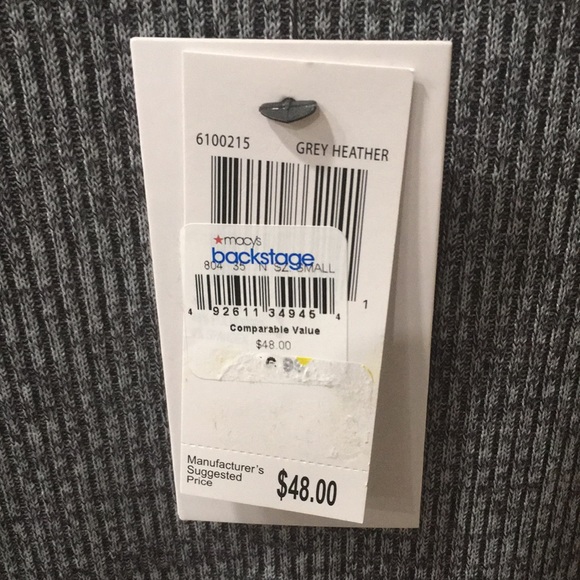 6100215 GREY HEATHER
macy's
backstage
804 35 N SZ SMALL
1
4 92611 34945 4
Comparable Value
$48.00
Manufacturer's
Suggested
Price
$48.00